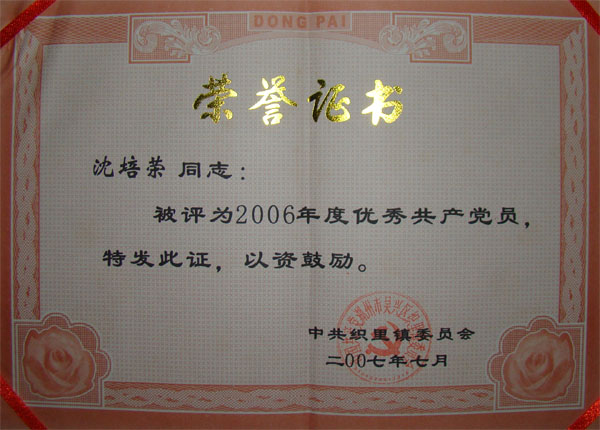 DONG PAI
荣誉证书
沈培荣 同志：
被评为2006年度优秀共产党员，
特发此证，以资鼓励。
中共织里镇委员会
二00七年七月